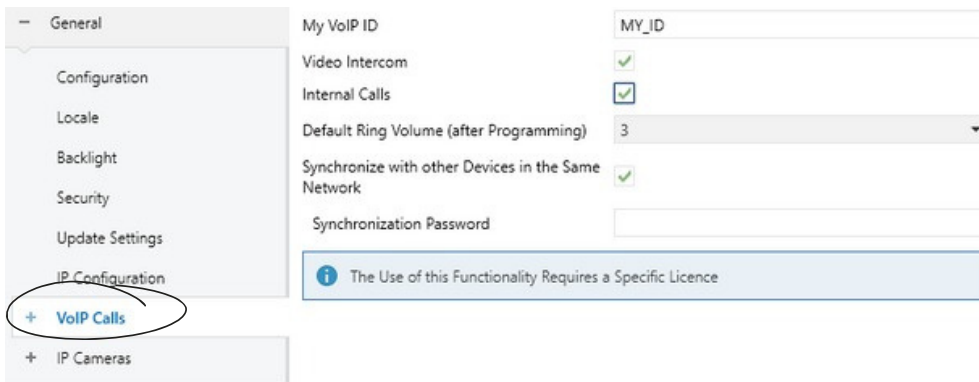 − General
Configuration
Locale
Backlight
Security
Update Settings
IP Configuration
+ VoIP Calls
+ IP Cameras
My VoIP ID MY_ID
Video Intercom
Internal Calls
Default Ring Volume (after Programming) 3
Synchronize with other Devices in the Same
Network
Synchronization Password
The Use of this Functionality Requires a Specific Licence